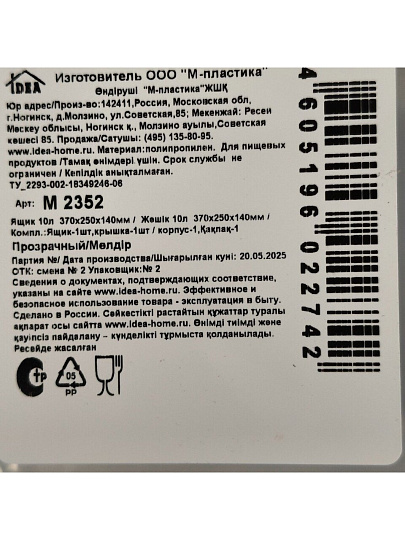 IDEA
Изготовитель ООО "М-пластика"
Өндіруші "М-пластика"ЖШҚ
Юр адрес/Произ-во:142411,Россия, Московская обл,
г.Ногинск, д.Молзино, ул.Советская,85; Мекенжай: Ресей
Мәскеу облысы, Ногинск қ., Молзино ауылы,Советская
көшесі 85. Продажа/Сатушы: (495) 135-80-95.
www.idea-home.ru. Материал:полипропилен. Для пищевых
продуктов /Тамақ өнімдері үшін. Срок службы не
ограничен / Кепілдік анықталмаған.
ТУ_2293-002-18349246-06
Арт: М 2352
Ящик 10л 370х250х140мм / Жәшік 10л 370х250х140мм /
Компл.:Ящик-1шт,крышка-1шт / корпус-1,Қақпақ-1
Прозрачный/Мөлдір
Партия №/ Дата производства/Шығарылған күні: 20.05.2025
ОТК: смена № 2 Упаковщик:№ 2
Сведения о документах, подтверждающих соответствие,
указаны на сайте www.idea-home.ru. Эффективное и
безопасное использование товара - эксплуатация в быту.
Сделано в России. Сәйкестікті растайтын құжаттар туралы
ақпарат осы сайтта www.idea-home.ru. Өнімді тиімді және
қауіпсіз пайдалану – күнделікті тұрмыста қолданылады.
Ресейде жасалған
СТР
05
PP
4605196022742